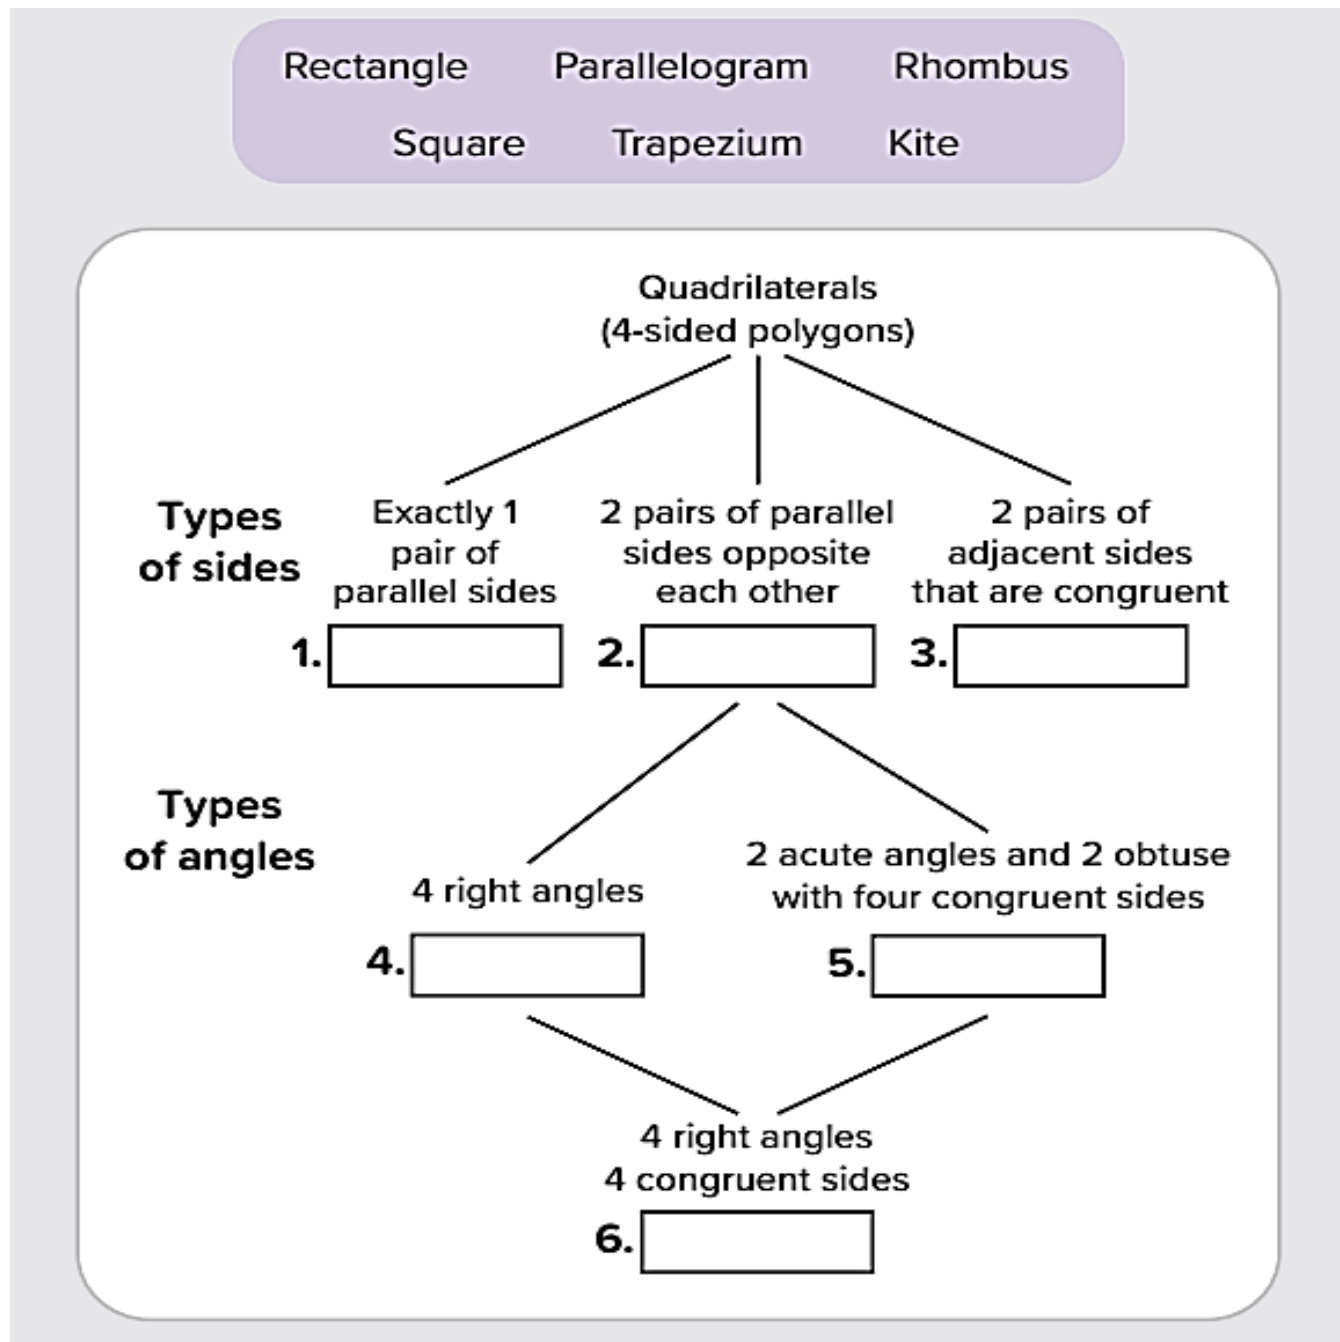 Rectangle Parallelogram Rhombus
Square Trapezium Kite
Quadrilaterals
(4-sided polygons)
Types
of sides
Exactly 1
pair of
parallel sides
2 pairs of parallel
sides opposite
each other
2 pairs of
adjacent sides
that are congruent
1.
2.
3.
Types
of angles
4 right angles
2 acute angles and 2 obtuse
with four congruent sides
4.
5.
4 right angles
4 congruent sides
6.